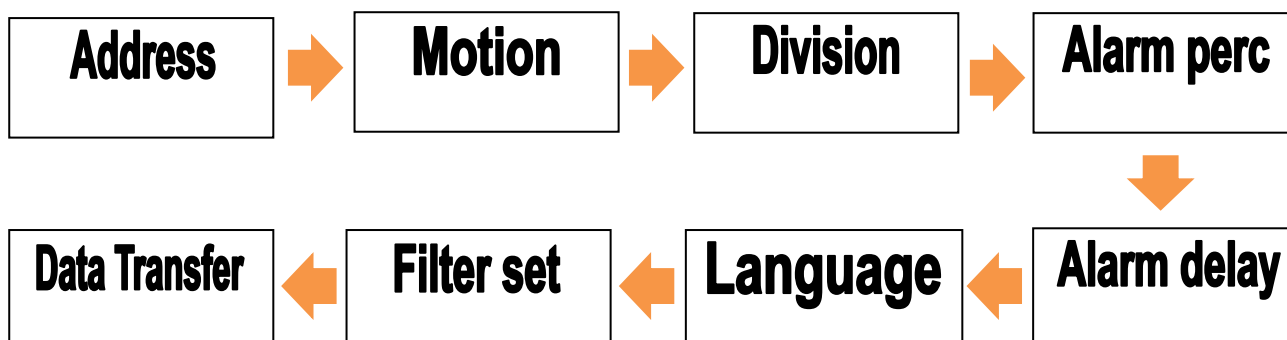 Address
Motion
Division
Alarm perc
Alarm delay
Language
Filter set
Data Transfer